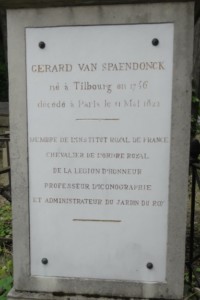 GERARD VAN SPAENDONCK
né à Tilbourg en 1746
décédé à Paris le 11 Mai 1822
MEMBRE DE L'INSTITUT ROYAL DE FRANCE
CHEVALIER DE L'ORDRE ROYAL
DE LA LEGION D'HONNEUR
PROFESSEUR D'ICONOGRAPHIE
ET ADMINISTRATEUR DU JARDIN DU ROI